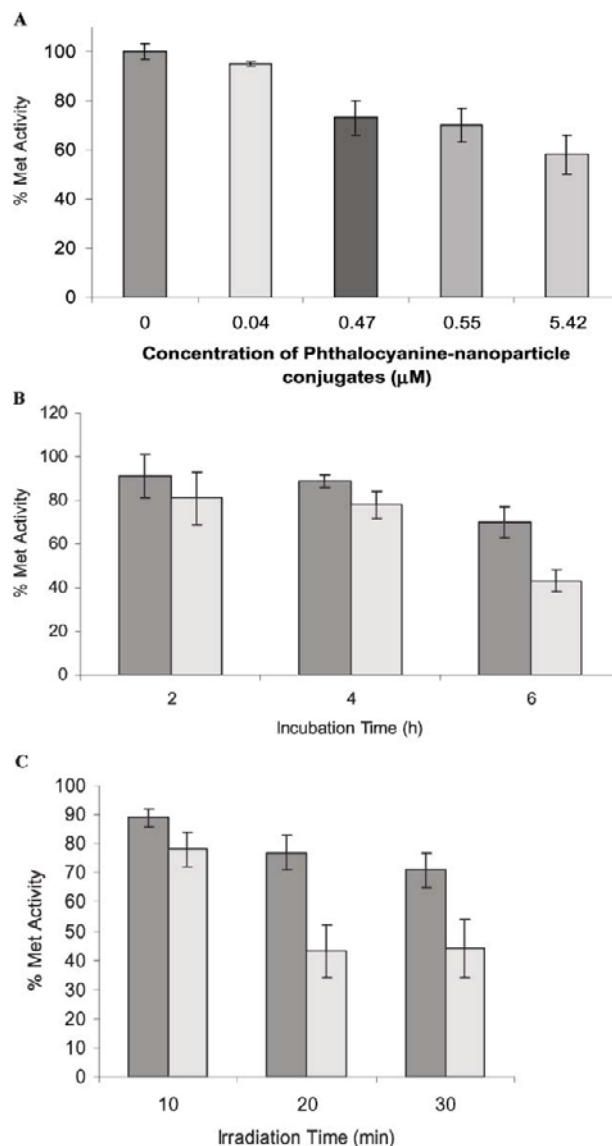 A
% Met Activity
100
80
60
40
20
0
0 0.04 0.47 0.55 5.42
Concentration of Phthalocyanine-nanoparticle
conjugates (µM)
B
% Met Activity
120
100
80
60
40
20
0
2 4 6
Incubation Time (h)
C
% Met Activity
100
90
80
70
60
50
40
30
20
10
0
10 20 30
Irradiation Time (min)